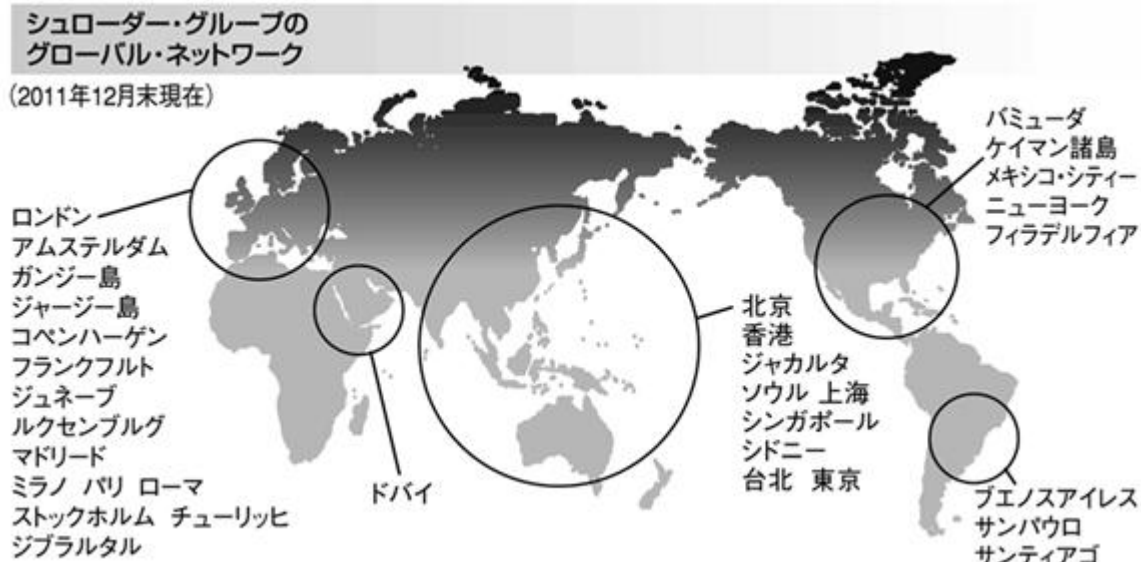 シュローダー・グループの
グローバル・ネットワーク
(2011年12月末現在)
ロンドン
アムステルダム
ガンジー島
ジャージー島
コペンハーゲン
フランクフルト
ジュネーブ
ルクセンブルグ
マドリード
ミラノ パリ ローマ
ストックホルム チューリッヒ
ジブラルタル
ドバイ
北京
香港
ジャカルタ
ソウル 上海
シンガポール
シドニー
台北 東京
バミューダ
ケイマン諸島
メキシコ・シティー
ニューヨーク
フィラデルフィア
ブエノスアイレス
サンパウロ
サンティアゴ